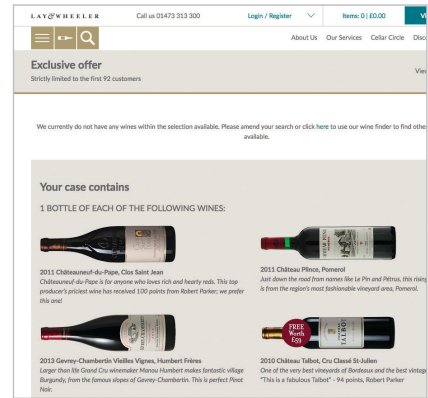 LAY&WHEELER Call us 01473 313 300 Login / Register Items: 0 | £0.00
About Us Our Services Cellar Circle
Exclusive offer
Strictly limited to the first 92 customers
We currently do not have any wines within the selection available. Please amend your search or click here to use our wine finder to find
available.
Your case contains
1 BOTTLE OF EACH OF THE FOLLOWING WINES:
2011 Châteauneuf-du-Pape, Clos Saint Jean
Châteauneuf-du-Pape is for anyone who loves rich and hearty reds. This top
producer's priciest wine has received 100 points from Robert Parker; we prefer
this one!
2011 Château Plince, Pomerol
Just down the road from names like Le Pin and Pétrus, this rising
is from the region's most fashionable vineyard area, Pomerol.
FREE
Worth
£59
TALBOT
2013 Gevrey-Chambertin Vieilles Vignes, Humbert Frères
Larger than life Grand Cru winemaker Manou Humbert makes fantastic village
Burgundy, from the famous slopes of Gevrey-Chambertin. This is perfect Pinot
Noir.
2010 Château Talbot, Cru Classé St-Julien
One of the very best vineyards of Bordeaux and the best
"This is a fabulous Talbot" - 94 points, Robert Parker